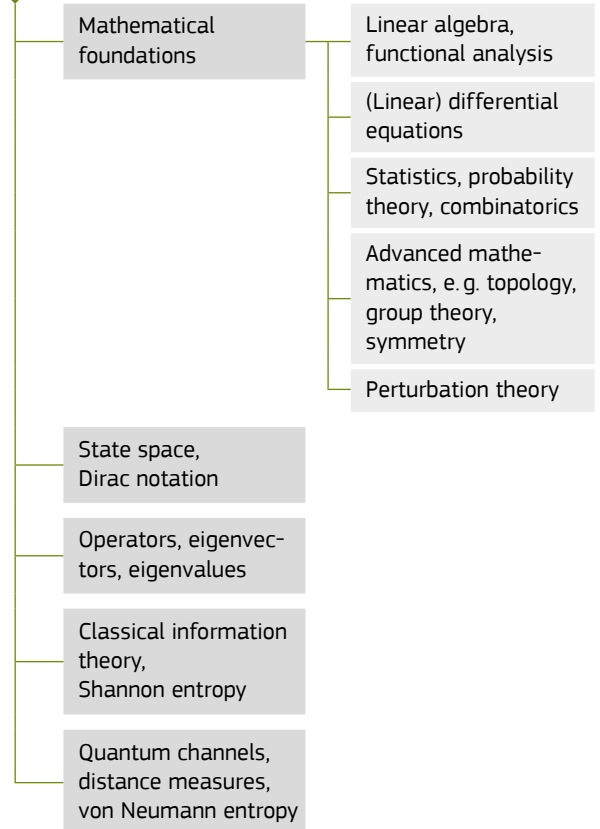 Mathematical
foundations
Linear algebra,
functional analysis
(Linear) differential
equations
Statistics, probability
theory, combinatorics
Advanced mathe-
matics, e. g. topology,
group theory,
symmetry
Perturbation theory
State space,
Dirac notation
Operators, eigenvec-
tors, eigenvalues
Classical information
theory,
Shannon entropy
Quantum channels,
distance measures,
von Neumann entropy